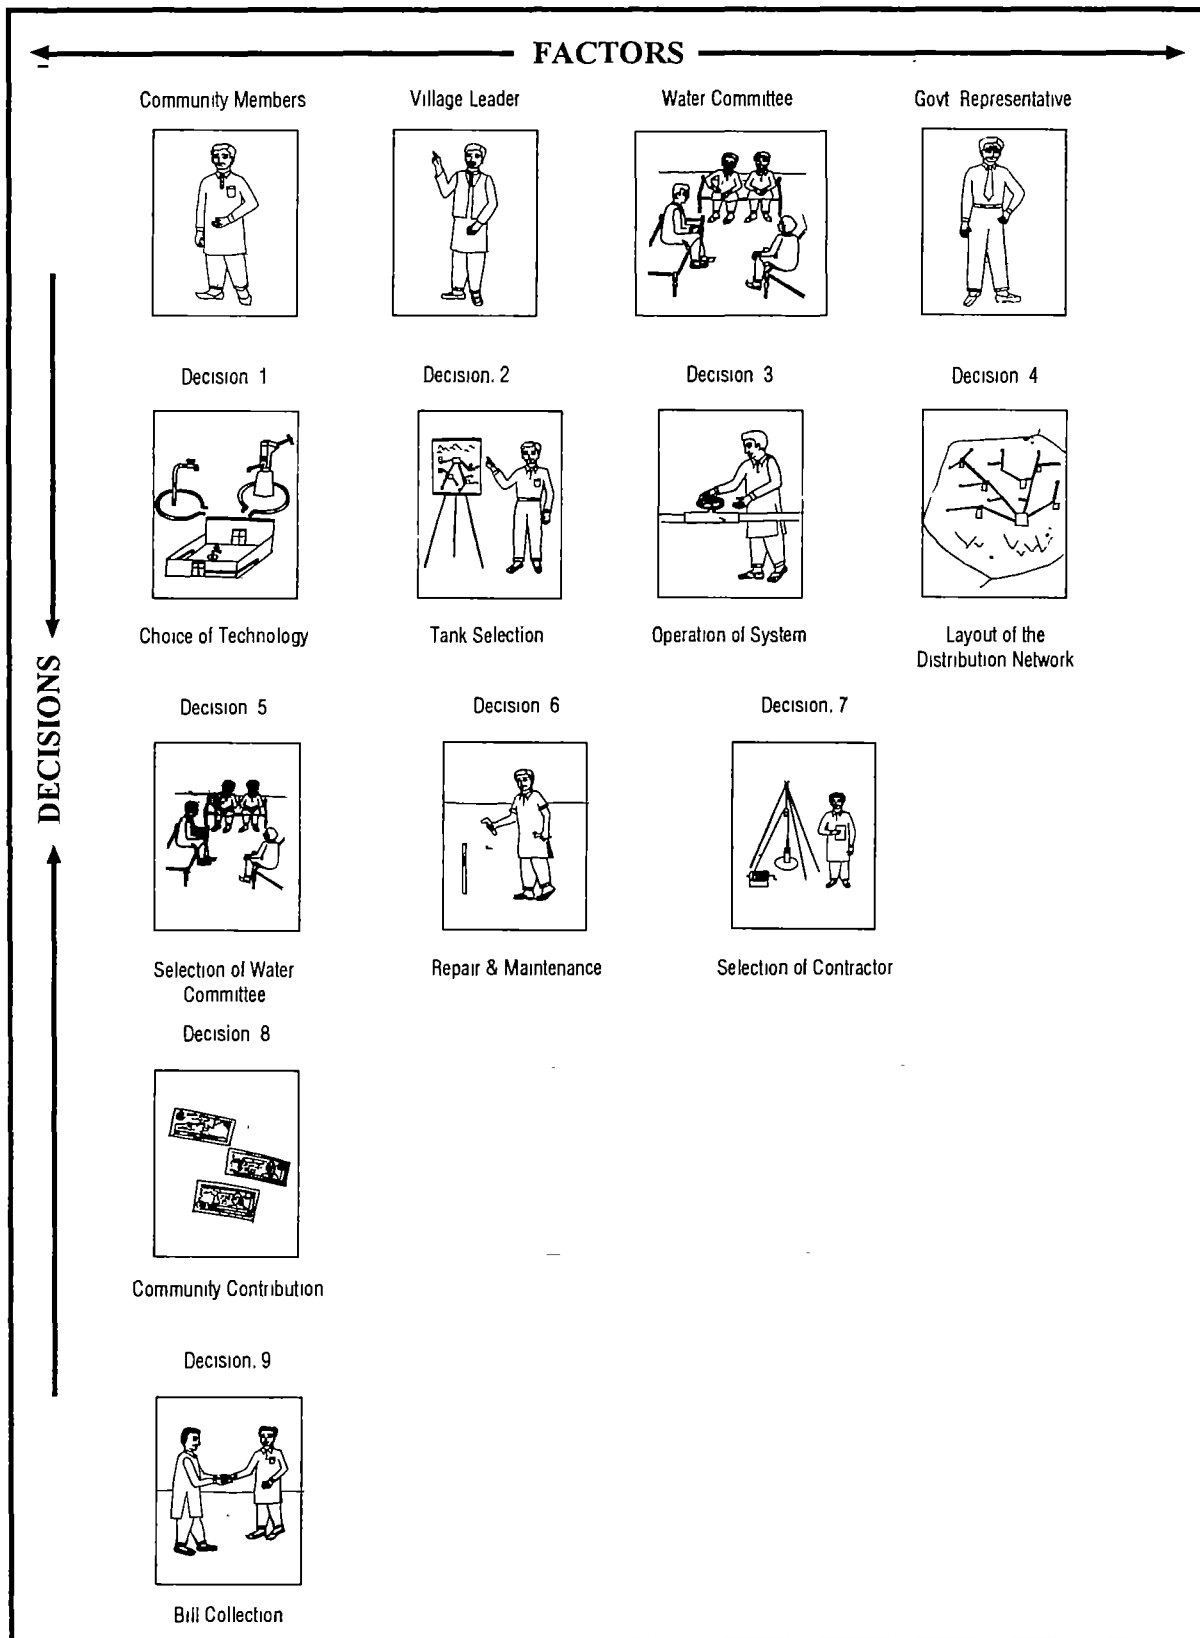 FACTORS
Community Members
Village Leader
Water Committee
Govt Representative
DECISIONS
Decision 1
Decision. 2
Decision 3
Decision 4
Choice of Technology
Tank Selection
Operation of System
Layout of the
Distribution Network
Decision 5
Decision 6
Decision. 7
Selection of Water
Committee
Repair & Maintenance
Selection of Contractor
Decision 8
Community Contribution
Decision. 9
Bill Collection